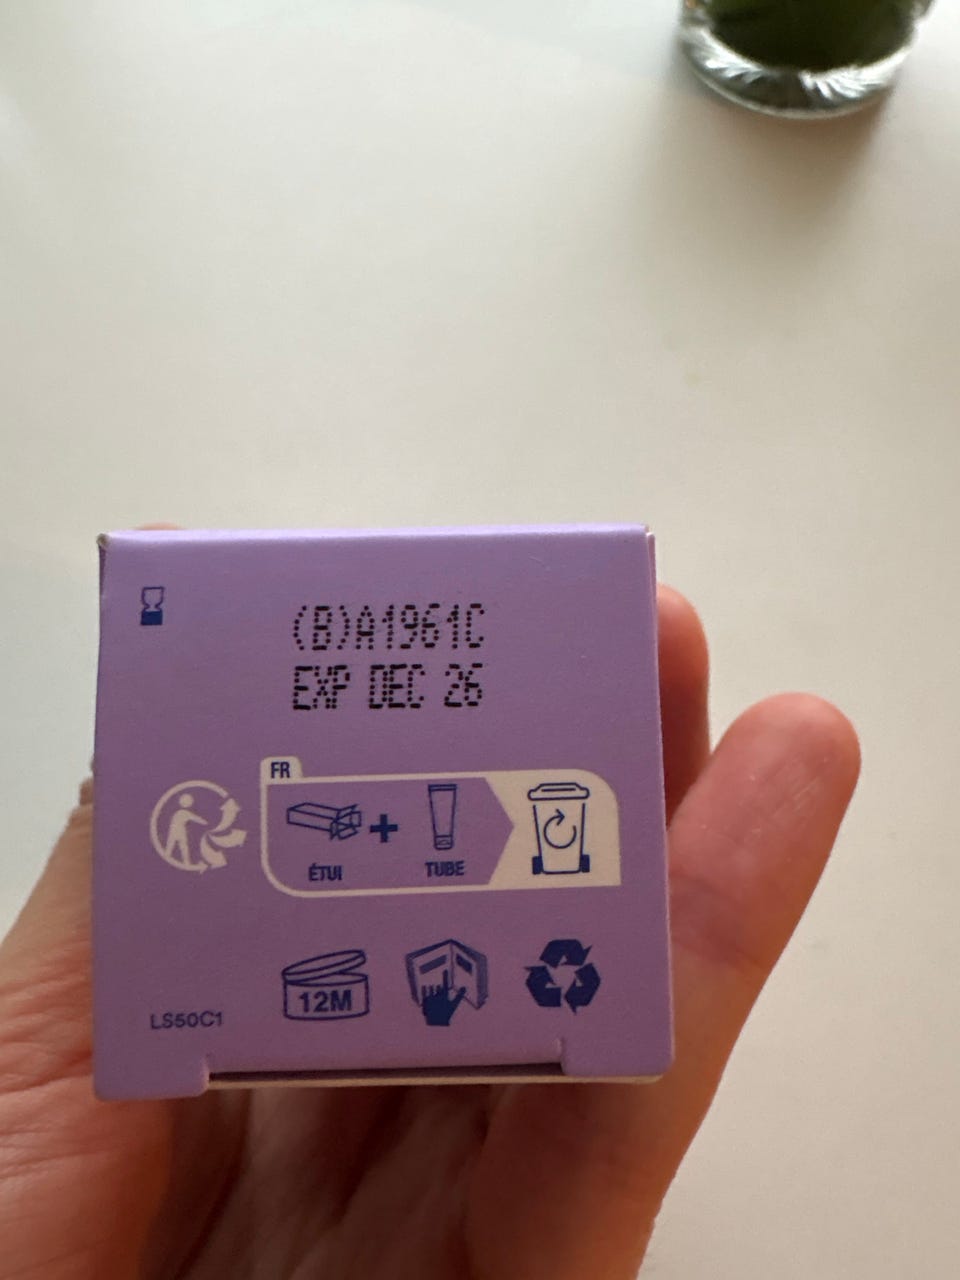 (B)A1961C
EXP DEC 26
FR
ÉTUI
TUBE
12M
LS50C1